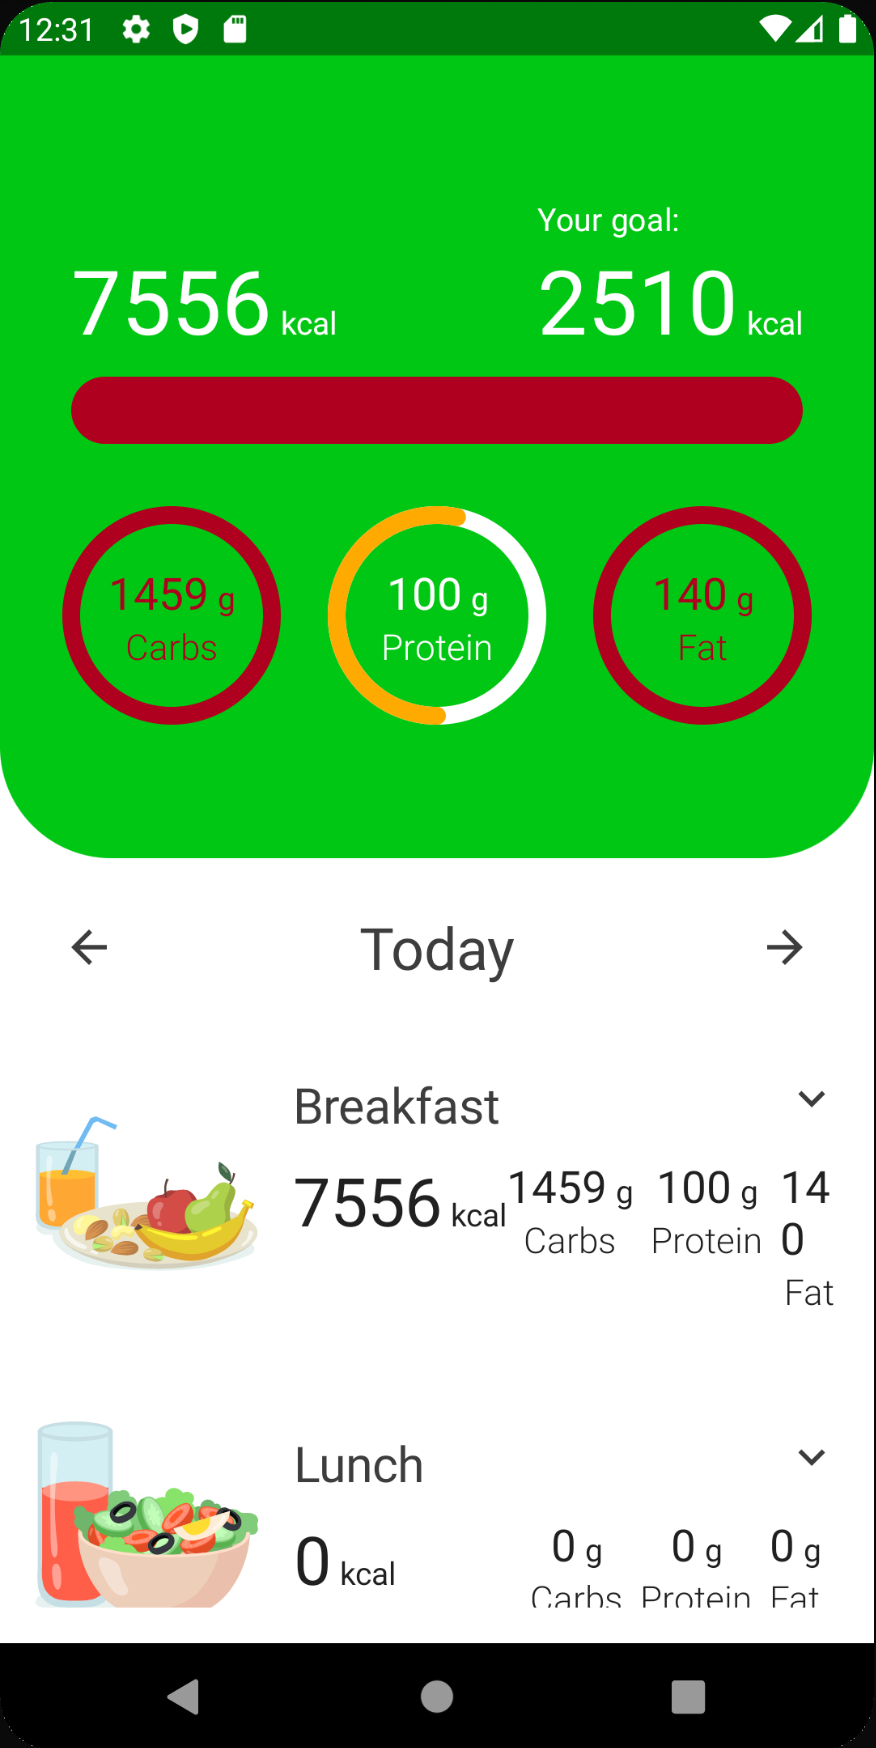 12:31
Your goal:
7556 kcal
2510 kcal
1459 g
Carbs
100 g
Protein
140 g
Fat
Today
Breakfast
7556 kcal
1459 g
Carbs
100 g
Protein
14
0
Fat
Lunch
0 kcal
0 g
Carbs
0 g
Protein
0 g
Fat